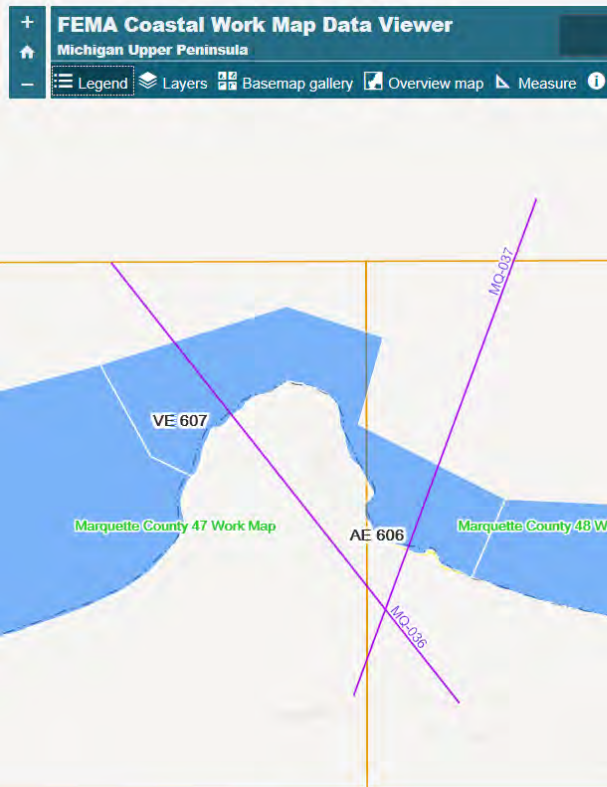 FEMA Coastal Work Map Data Viewer
Michigan Upper Peninsula
Legend Layers Basemap gallery Overview map Measure
MQ-037
VE 607
Marquette County 47 Work Map
AE 606
Marquette County 48 W
MQ-036